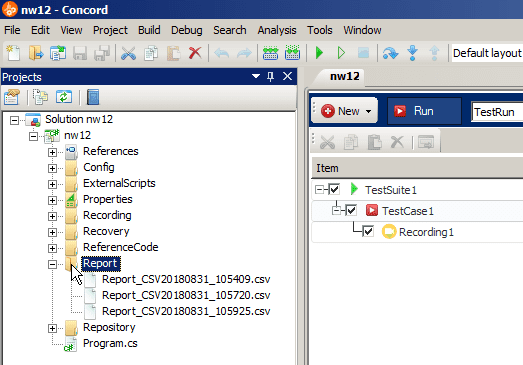 nw12 - Concord
File Edit View Project Build Debug Search Analysis Tools Window
Default layout
Projects
Solution nw12
nw12
References
Config
ExternalScripts
Properties
Recording
Recovery
ReferenceCode
Report
Report_CSV20180831_105409.csv
Report_CSV20180831_105720.csv
Report_CSV20180831_105925.csv
Repository
Program.cs
nw12
New Run TestRun
Item
TestSuite1
TestCase1
Recording1